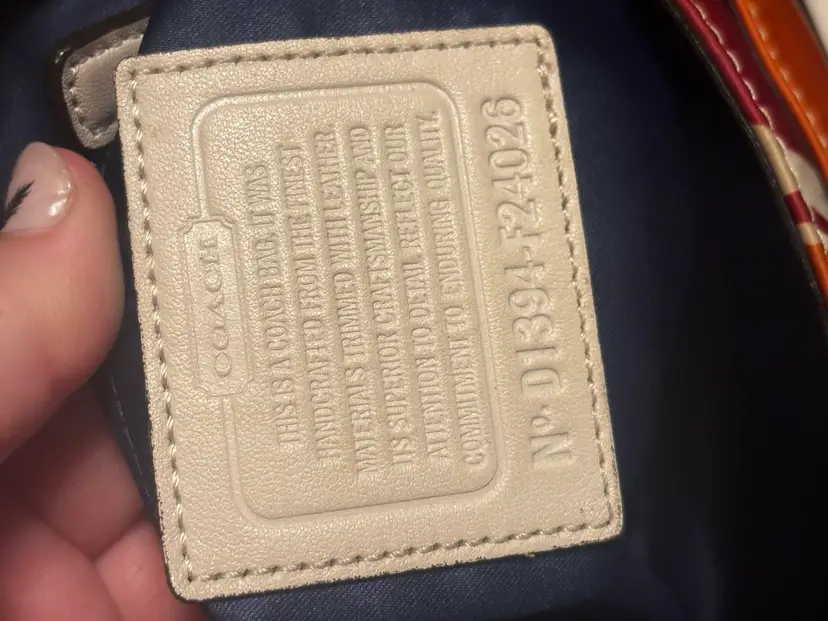 COACH
THIS IS A COACH BAG. IT WAS
HANDCRAFTED FROM THE FINEST
MATERIALS TRIMMED WITH LEATHER.
ITS SUPERIOR CRAFTSMANSHIP AND
ATTENTION TO DETAIL REFLECT OUR
COMMITMENT TO ENDURING QUALITY.
Nº D1394-F24026